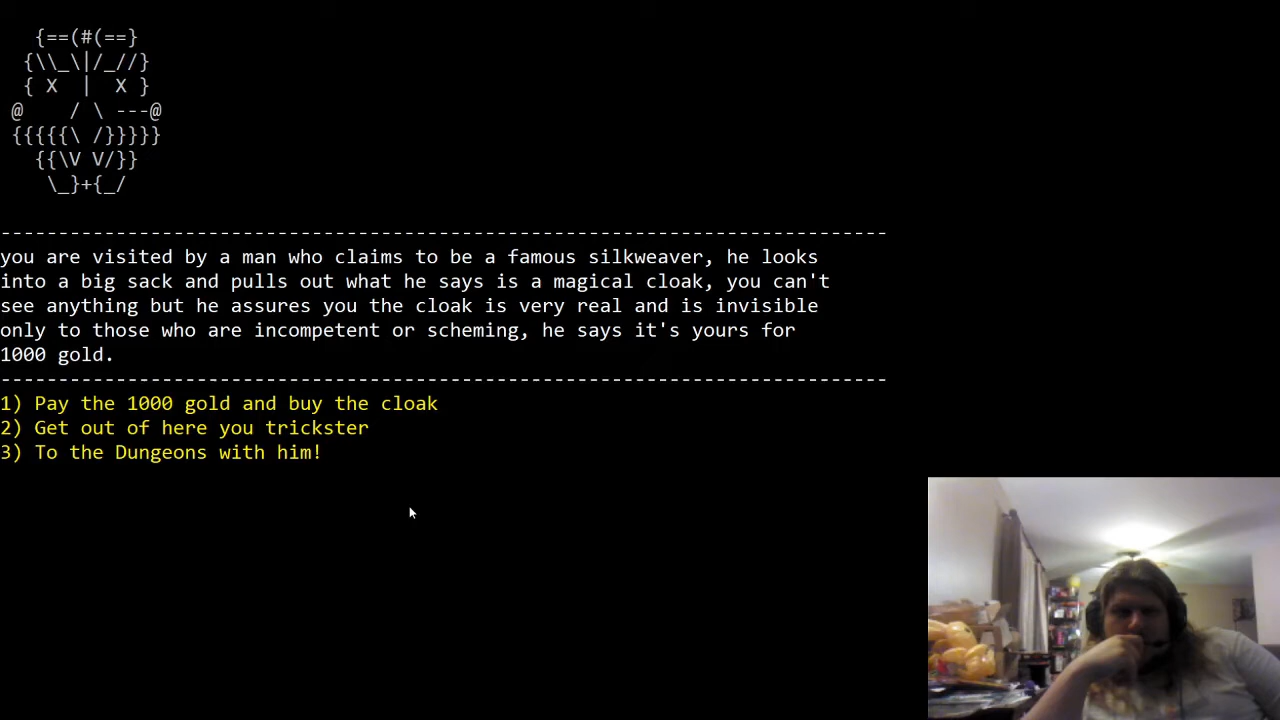 {==(#(==}
{\\_\|/_//}
{ X | X }
@ / \ ---@
{{{{{\ /}}}}}
{{\V V/}}
\_}+{_/
-----------------------------------------------------------------------------
you are visited by a man who claims to be a famous silkweaver, he looks
into a big sack and pulls out what he says is a magical cloak, you can't
see anything but he assures you the cloak is very real and is invisible
only to those who are incompetent or scheming, he says it's yours for
1000 gold.
-----------------------------------------------------------------------------
1) Pay the 1000 gold and buy the cloak
2) Get out of here you trickster
3) To the Dungeons with him!